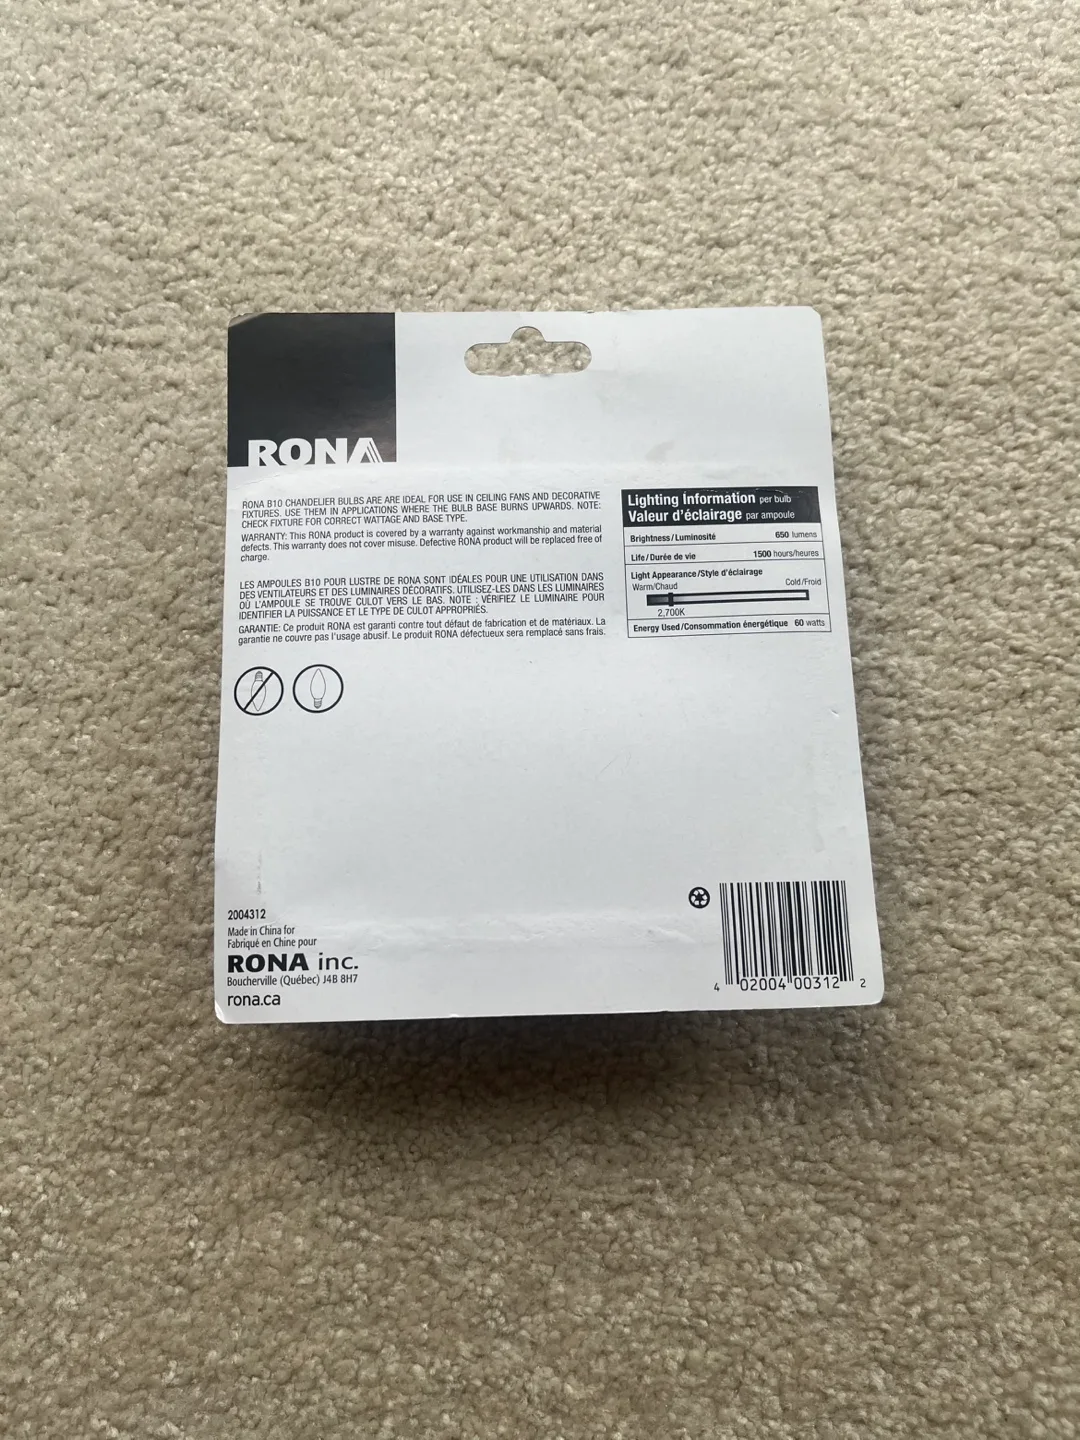 RONA
RONA B10 CHANDELIER BULBS ARE ARE IDEAL FOR USE IN CEILING FANS AND DECORATIVE
FIXTURES. USE THEM IN APPLICATIONS WHERE THE BULB BASE BURNS UPWARDS. NOTE:
CHECK FIXTURE FOR CORRECT WATTAGE AND BASE TYPE.
WARRANTY: This RONA product is covered by a warranty against workmanship and material
defects. This warranty does not cover misuse. Defective RONA product will be replaced free of
charge.
LES AMPOULES B10 POUR LUSTRE DE RONA SONT IDÉALES POUR UNE UTILISATION DANS
DES VENTILATEURS ET DES LUMINAIRES DÉCORATIFS. UTILISEZ-LES DANS LES LUMINAIRES
OÙ L'AMPOULE SE TROUVE CULOT VERS LE BAS. NOTE : VÉRIFIEZ LE LUMINAIRE POUR
IDENTIFIER LA PUISSANCE ET LE TYPE DE CULOT APPROPRIÉS.
GARANTIE: Ce produit RONA est garanti contre tout défaut de fabrication et de matériaux. La
garantie ne couvre pas l'usage abusif. Le produit RONA défectueux sera remplacé sans frais.
Lighting Information per bulb
Valeur d'éclairage par ampoule
Brightness/Luminosité 650 lumens
Life/Durée de vie 1500 hours/heures
Light Appearance/Style d'éclairage
Warm/Chaud Cold/Froid
2,700K
Energy Used/Consommation énergétique 60 watts
2004312
Made in China for
Fabriqué en Chine pour
RONA inc.
Boucherville (Québec) J4B 8H7
rona.ca
4 02004 00312 2